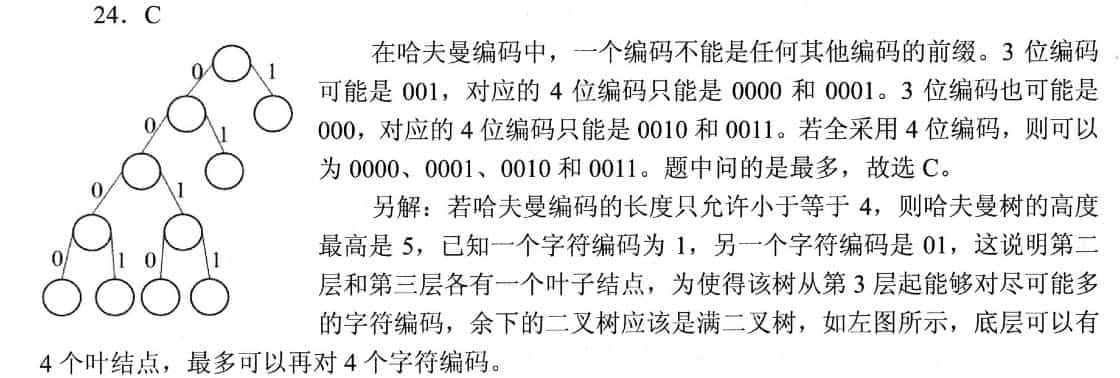 24. C
在哈夫曼编码中，一个编码不能是任何其他编码的前缀。3 位编码
可能是 001，对应的 4 位编码只能是 0000 和 0001。3 位编码也可能是
000，对应的 4 位编码只能是 0010 和 0011。若全采用 4 位编码，则可以
为 0000、0001、0010 和 0011。题中问的是最多，故选 C。
另解：若哈夫曼编码的长度只允许小于等于 4，则哈夫曼树的高度
最高是 5，已知一个字符编码为 1，另一个字符编码是 01，这说明第二
层和第三层各有一个叶子结点，为使得该树从第 3 层起能够对尽可能多
的字符编码，余下的二叉树应该是满二叉树，如左图所示，底层可以有
4 个叶结点，最多可以再对 4 个字符编码。
0 1
0 1
0 1
0 1 0 1